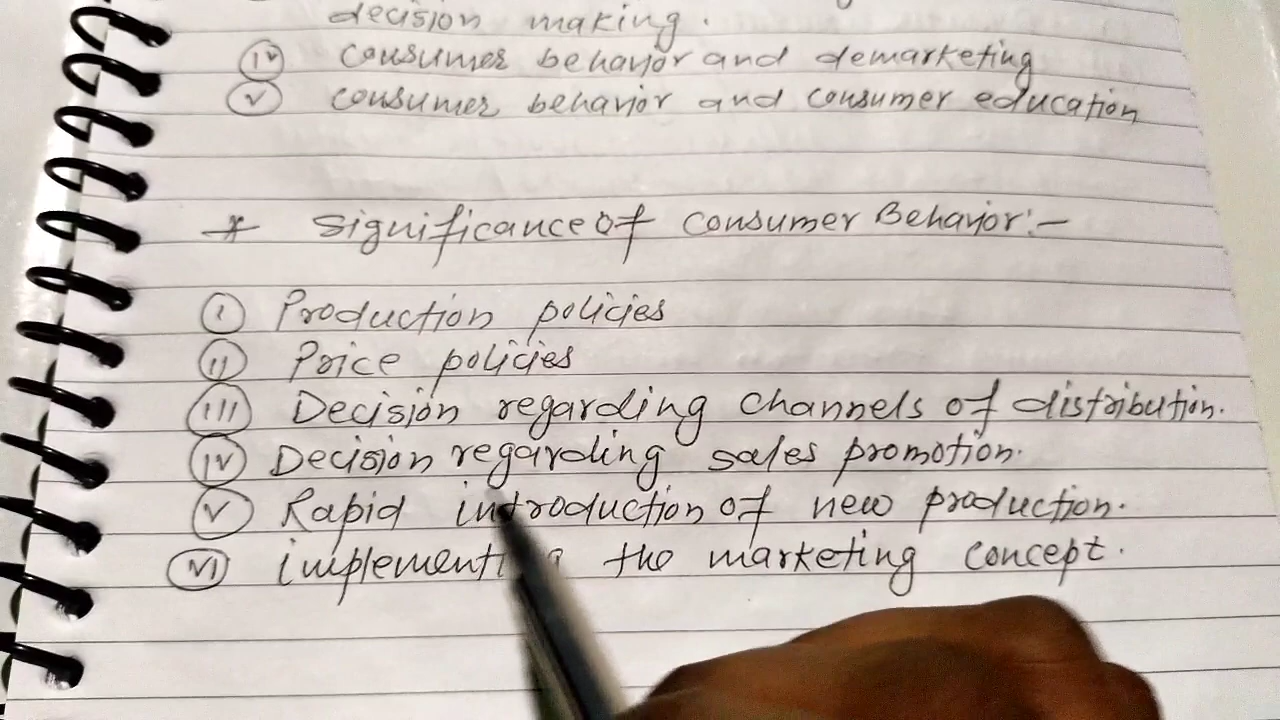 decision making.
(iv) consumer behavior and demarketing
(v) consumer behavior and consumer education
* Significance of Consumer Behavior:-
(i) Production policies
(ii) Price policies
(iii) Decision regarding channels of distribution.
(iv) Decision regarding sales promotion.
(v) Rapid introduction of new production.
(vi) the marketing concept.